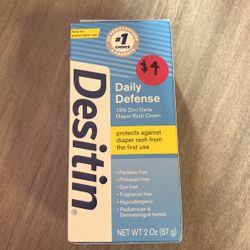 #1
CHOICE
$4
Desitin®
Daily
Defense
13% Zinc Oxide
Diaper Rash Cream
protects against
diaper rash from
the first use
• Paraben free
• Phthalate free
• Dye free
• Fragrance free
• Hypoallergenic
• Pediatrician &
Dermatologist tested
NET WT 2 Oz (57 g)